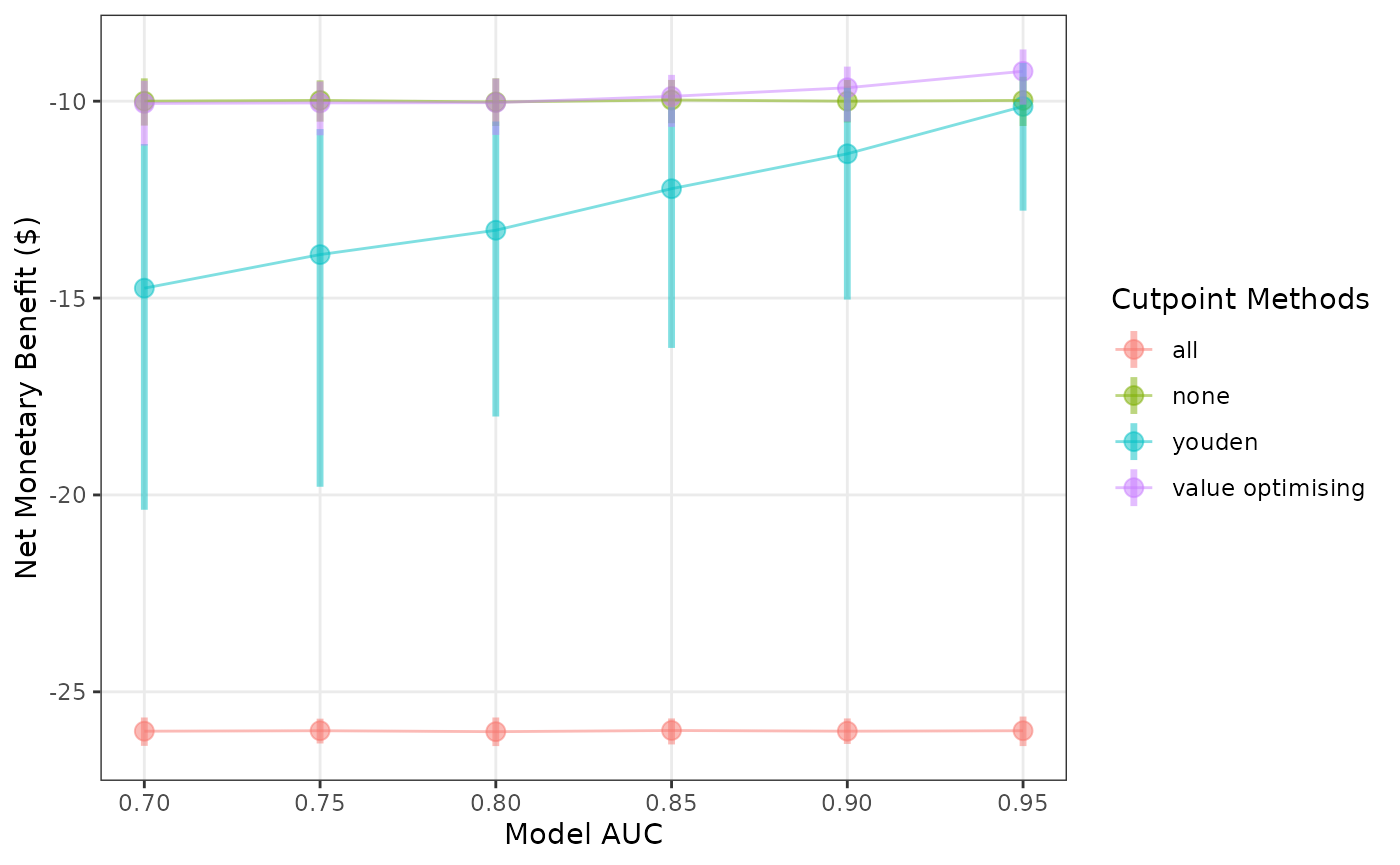 Net Monetary Benefit ($)
-10
-15
-20
-25
0.70
0.75
0.80
0.85
0.90
0.95
Model AUC
Cutpoint Methods
all
none
youden
value optimising